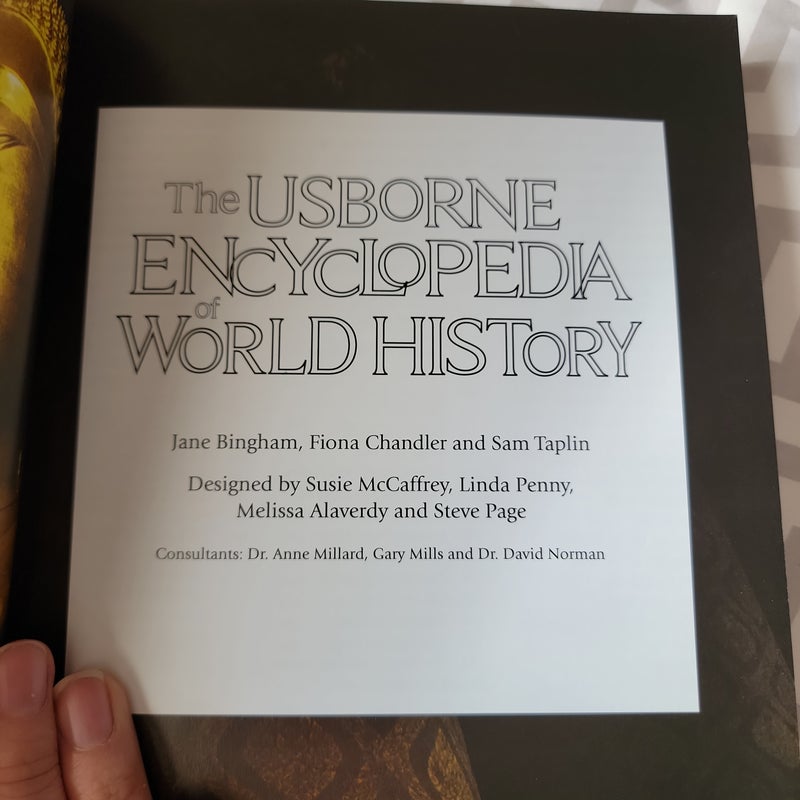 The USBORNE
ENCYCLOPEDIA
of
WORLD HISTORY
Jane Bingham, Fiona Chandler and Sam Taplin
Designed by Susie McCaffrey, Linda Penny,
Melissa Alaverdy and Steve Page
Consultants: Dr. Anne Millard, Gary Mills and Dr. David Norman